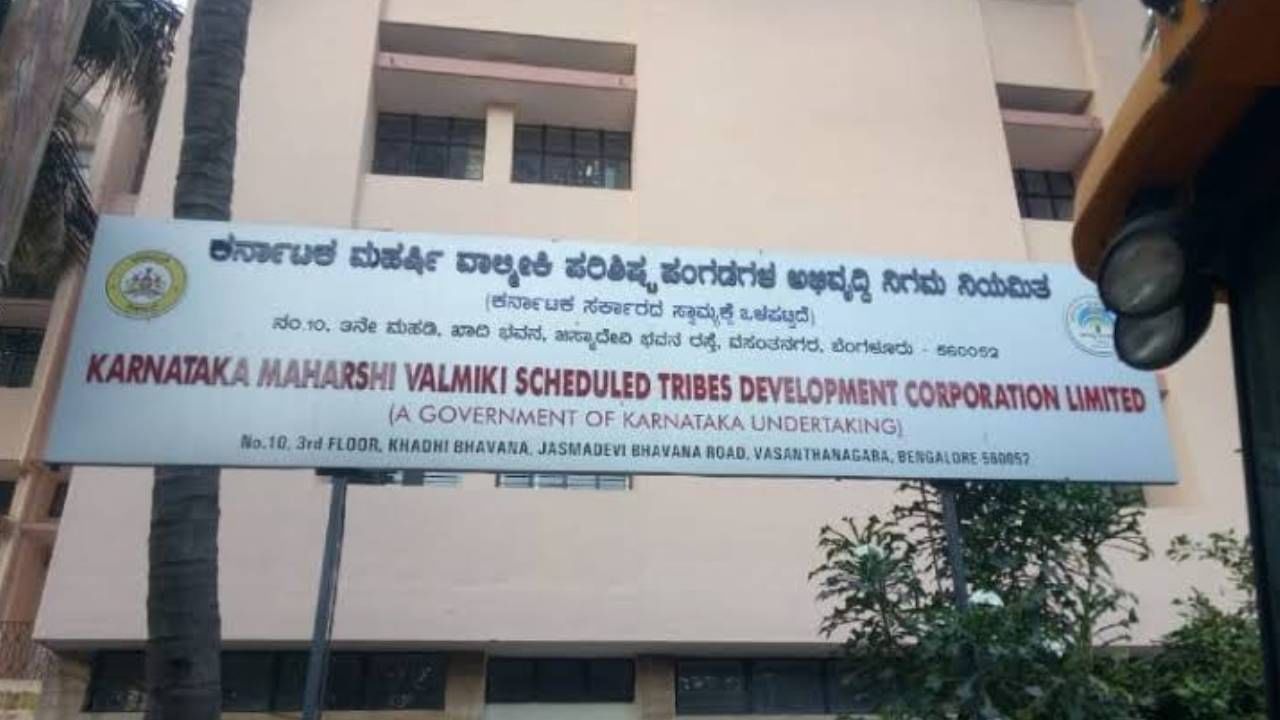 ಕರ್ನಾಟಕ ಮಹರ್ಷಿ ವಾಲ್ಮೀಕಿ ಪರಿಶಿಷ್ಟ ಪಂಗಡಗಳ ಅಭಿವೃದ್ಧಿ ನಿಗಮ ನಿಯಮಿತ
(ಕರ್ನಾಟಕ ಸರ್ಕಾರದ ಸ್ವಾಮ್ಯಕ್ಕೆ ಒಳಪಟ್ಟಿದೆ)
ನಂ.10, 3ನೇ ಮಹಡಿ, ಖಾದಿ ಭವನ, ಜಸ್ಮಾದೇವಿ ಭವನ ರಸ್ತೆ, ವಸಂತನಗರ, ಬೆಂಗಳೂರು - 560052
KARNATAKA MAHARSHI VALMIKI SCHEDULED TRIBES DEVELOPMENT CORPORATION LIMITED
(A GOVERNMENT OF KARNATAKA UNDERTAKING)
No.10, 3rd FLOOR, KHADHI BHAVANA, JASMADEVI BHAVANA ROAD, VASANTHANAGARA, BENGALORE 560052